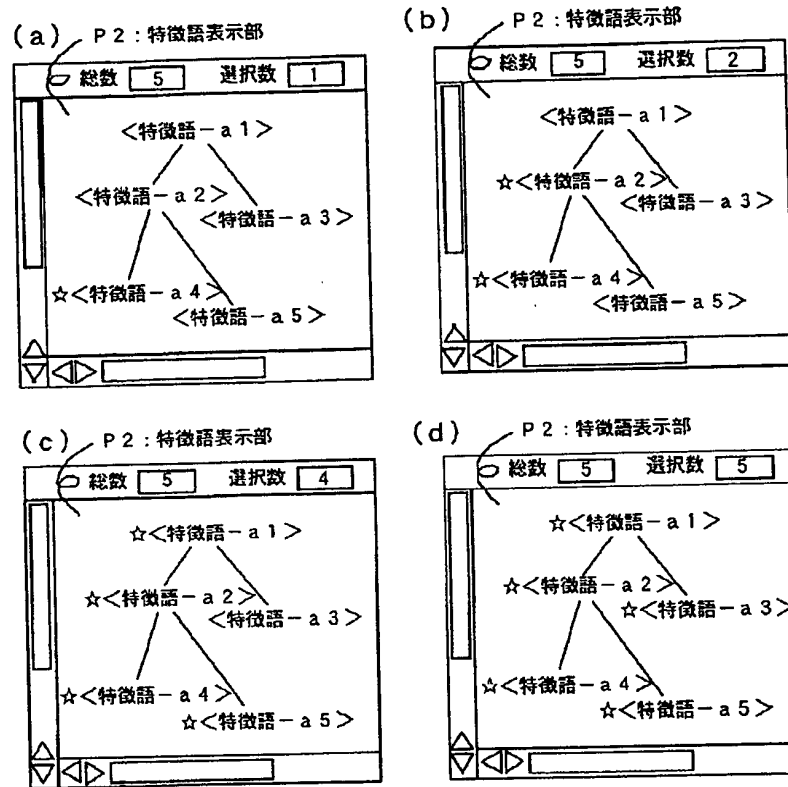 (a) P2:特徴語表示部
総数 5 選択数 1
<特徴語-a1>
<特徴語-a2>
<特徴語-a3>
☆<特徴語-a4>
<特徴語-a5>
(b) P2:特徴語表示部
総数 5 選択数 2
<特徴語-a1>
☆<特徴語-a2>
<特徴語-a3>
☆<特徴語-a4>
<特徴語-a5>
(c) P2:特徴語表示部
総数 5 選択数 4
☆<特徴語-a1>
☆<特徴語-a2>
<特徴語-a3>
☆<特徴語-a4>
☆<特徴語-a5>
(d) P2:特徴語表示部
総数 5 選択数 5
☆<特徴語-a1>
☆<特徴語-a2>
☆<特徴語-a3>
☆<特徴語-a4>
☆<特徴語-a5>